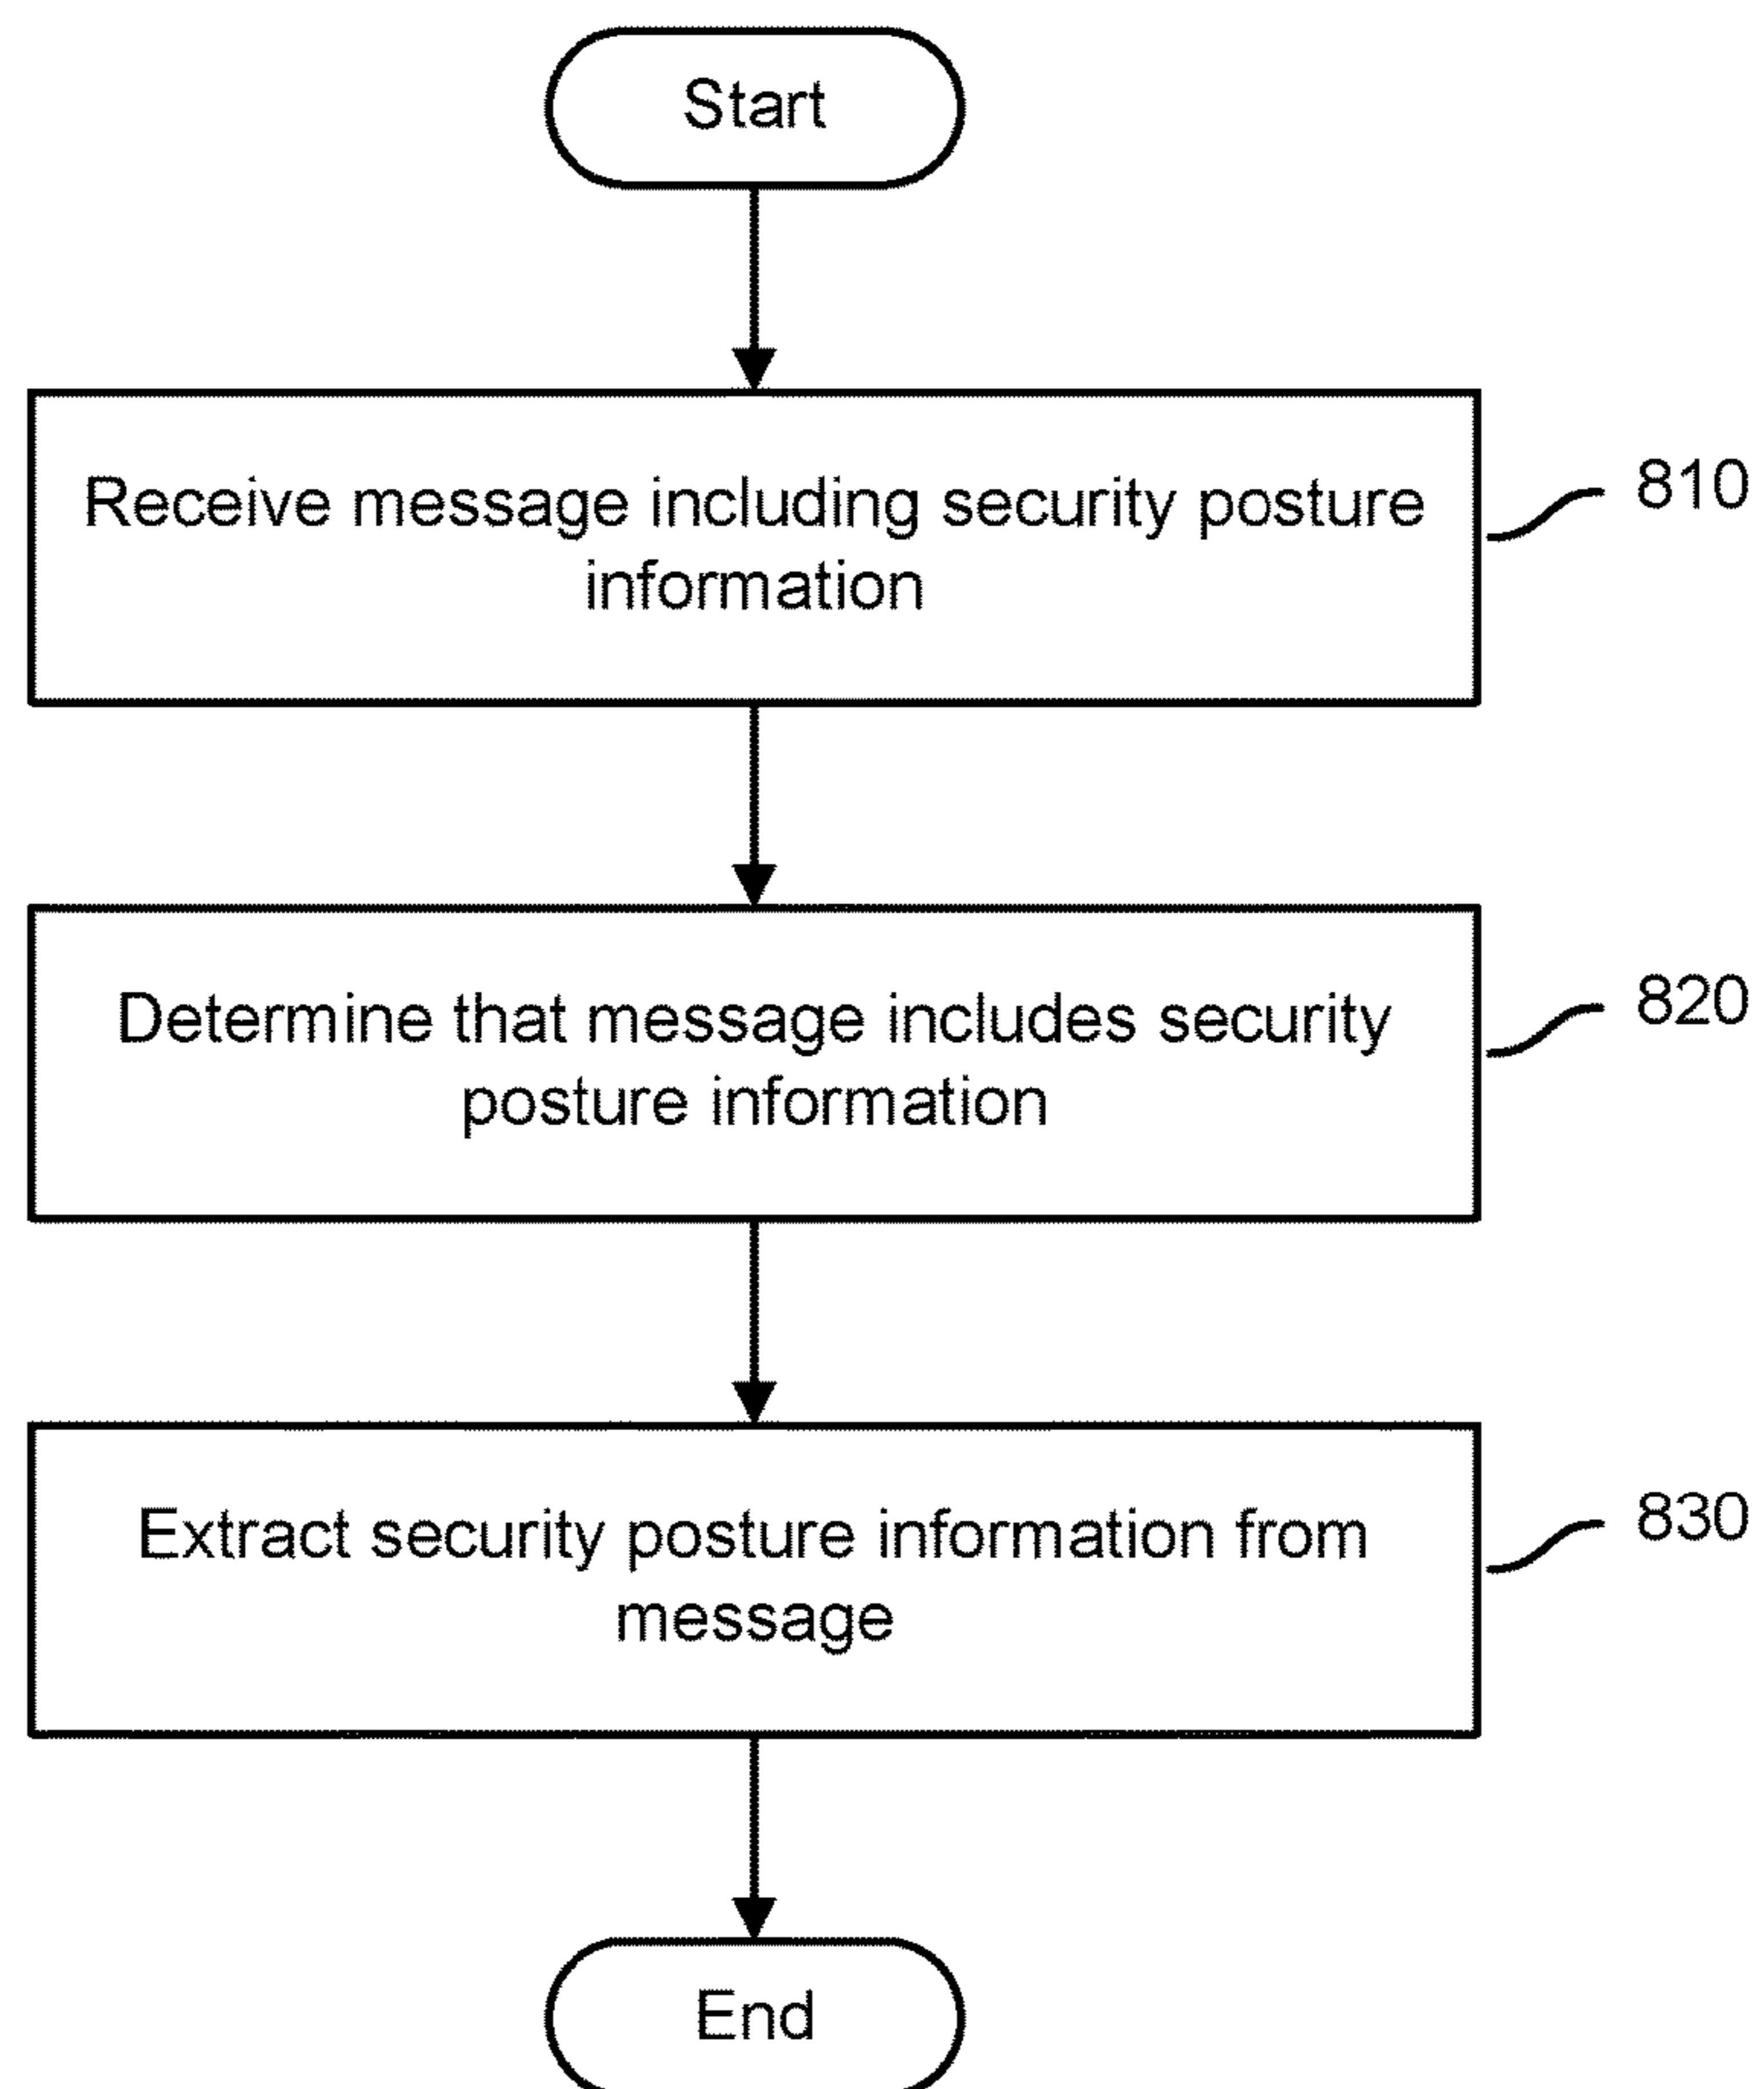 Start
Receive message including security posture
information
810
Determine that message includes security
posture information
820
Extract security posture information from
message
830
End